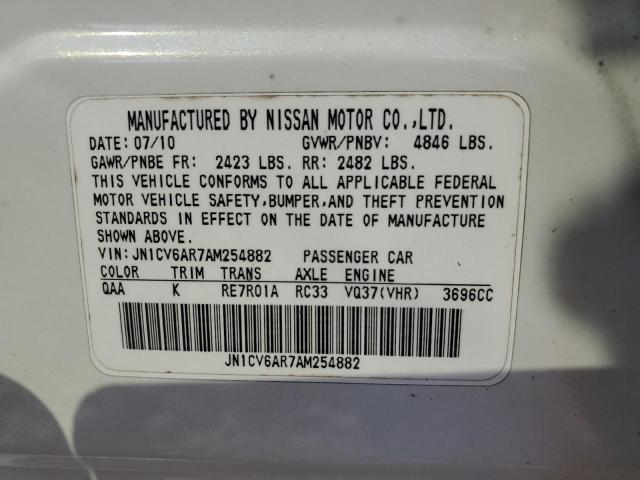 MANUFACTURED BY NISSAN MOTOR CO.,LTD.
DATE: 07/10 GVWR/PNBV: 4846 LBS.
GAWR/PNBE FR: 2423 LBS. RR: 2482 LBS.
THIS VEHICLE CONFORMS TO ALL APPLICABLE FEDERAL
MOTOR VEHICLE SAFETY,BUMPER,AND THEFT PREVENTION
STANDARDS IN EFFECT ON THE DATE OF MANUFACTURE
SHOWN ABOVE.
VIN:JN1CV6AR7AM254882 PASSENGER CAR
COLOR TRIM TRANS AXLE ENGINE
QAA K RE7R01A RC33 VQ37(VHR) 3696CC
JN1CV6AR7AM254882